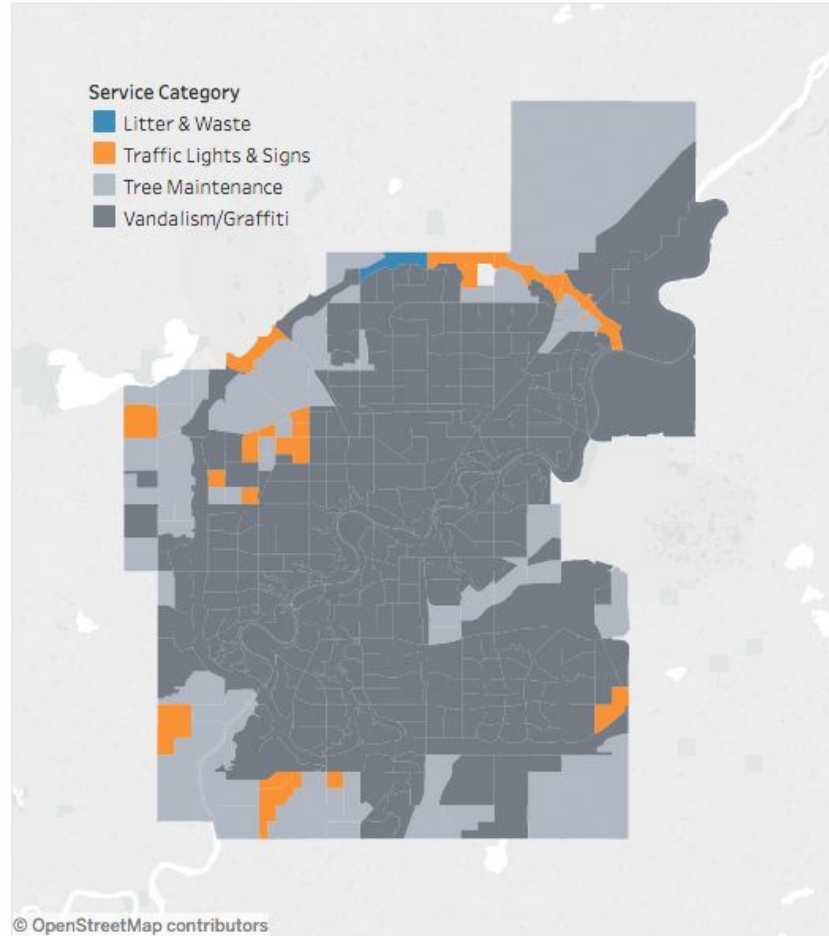 Service Category
Litter & Waste
Traffic Lights & Signs
Tree Maintenance
Vandalism/Graffiti
© OpenStreetMap contributors